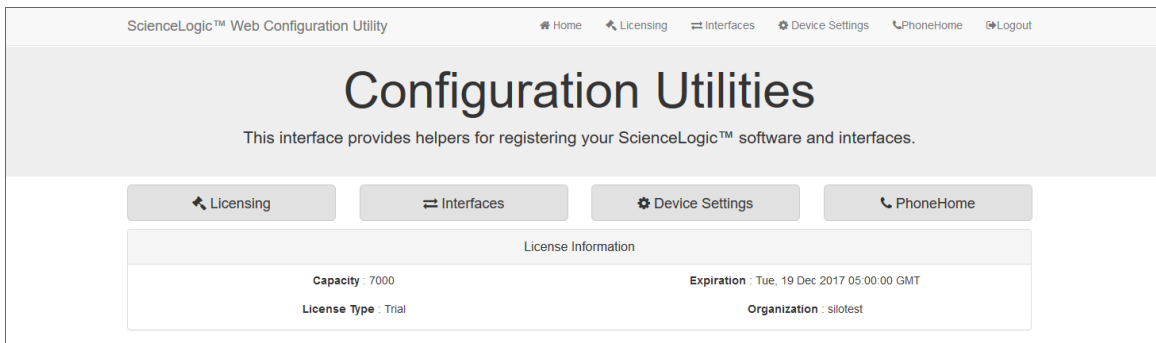 ScienceLogic™ Web Configuration Utility Home Licensing Interfaces Device Settings PhoneHome Logout
Configuration Utilities
This interface provides helpers for registering your ScienceLogic™ software and interfaces.
Licensing Interfaces Device Settings PhoneHome
License Information
Capacity : 7000 Expiration : Tue, 19 Dec 2017 05:00:00 GMT
License Type : Trial Organization : silotest